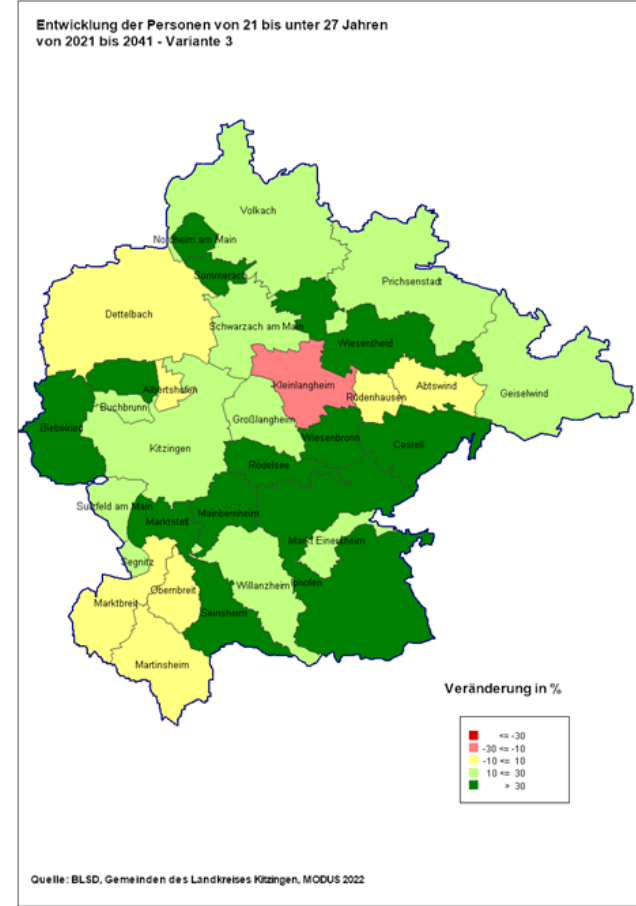 Entwicklung der Personen von 21 bis unter 27 Jahren
von 2021 bis 2041 - Variante 3
Volkach
Nordheim am Main
Sommerach
Prichsenstadt
Dettelbach
Schwarzach am Main
Wiesentheid
Kleinlangheim
Abtswind
Albertshofen
Rüdenhausen
Geiselwind
Buchbrunn
Großlangheim
Biebelried
Wiesenbronn
Castell
Kitzingen
Rödelsee
Sulzfeld am Main
Mainbernheim
Marktsteft
Markt Einersheim
Segnitz
Obernbreit
Willanzheim
Iphofen
Marktbreit
Seinsheim
Martinsheim
Veränderung in %
<= -30
-30 <= -10
-10 <= 10
10 <= 30
> 30
Quelle: BLSD, Gemeinden des Landkreises Kitzingen, MODUS 2022